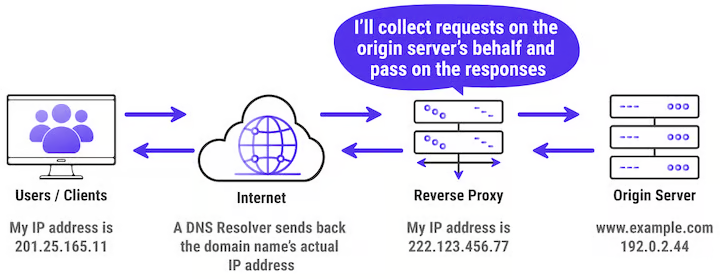 I'll collect requests on the
origin server's behalf and
pass on the responses
Users / Clients
My IP address is
201.25.165.11
Internet
A DNS Resolver sends back
the domain name's actual
IP address
Reverse Proxy
My IP address is
222.123.456.77
Origin Server
www.example.com
192.0.2.44